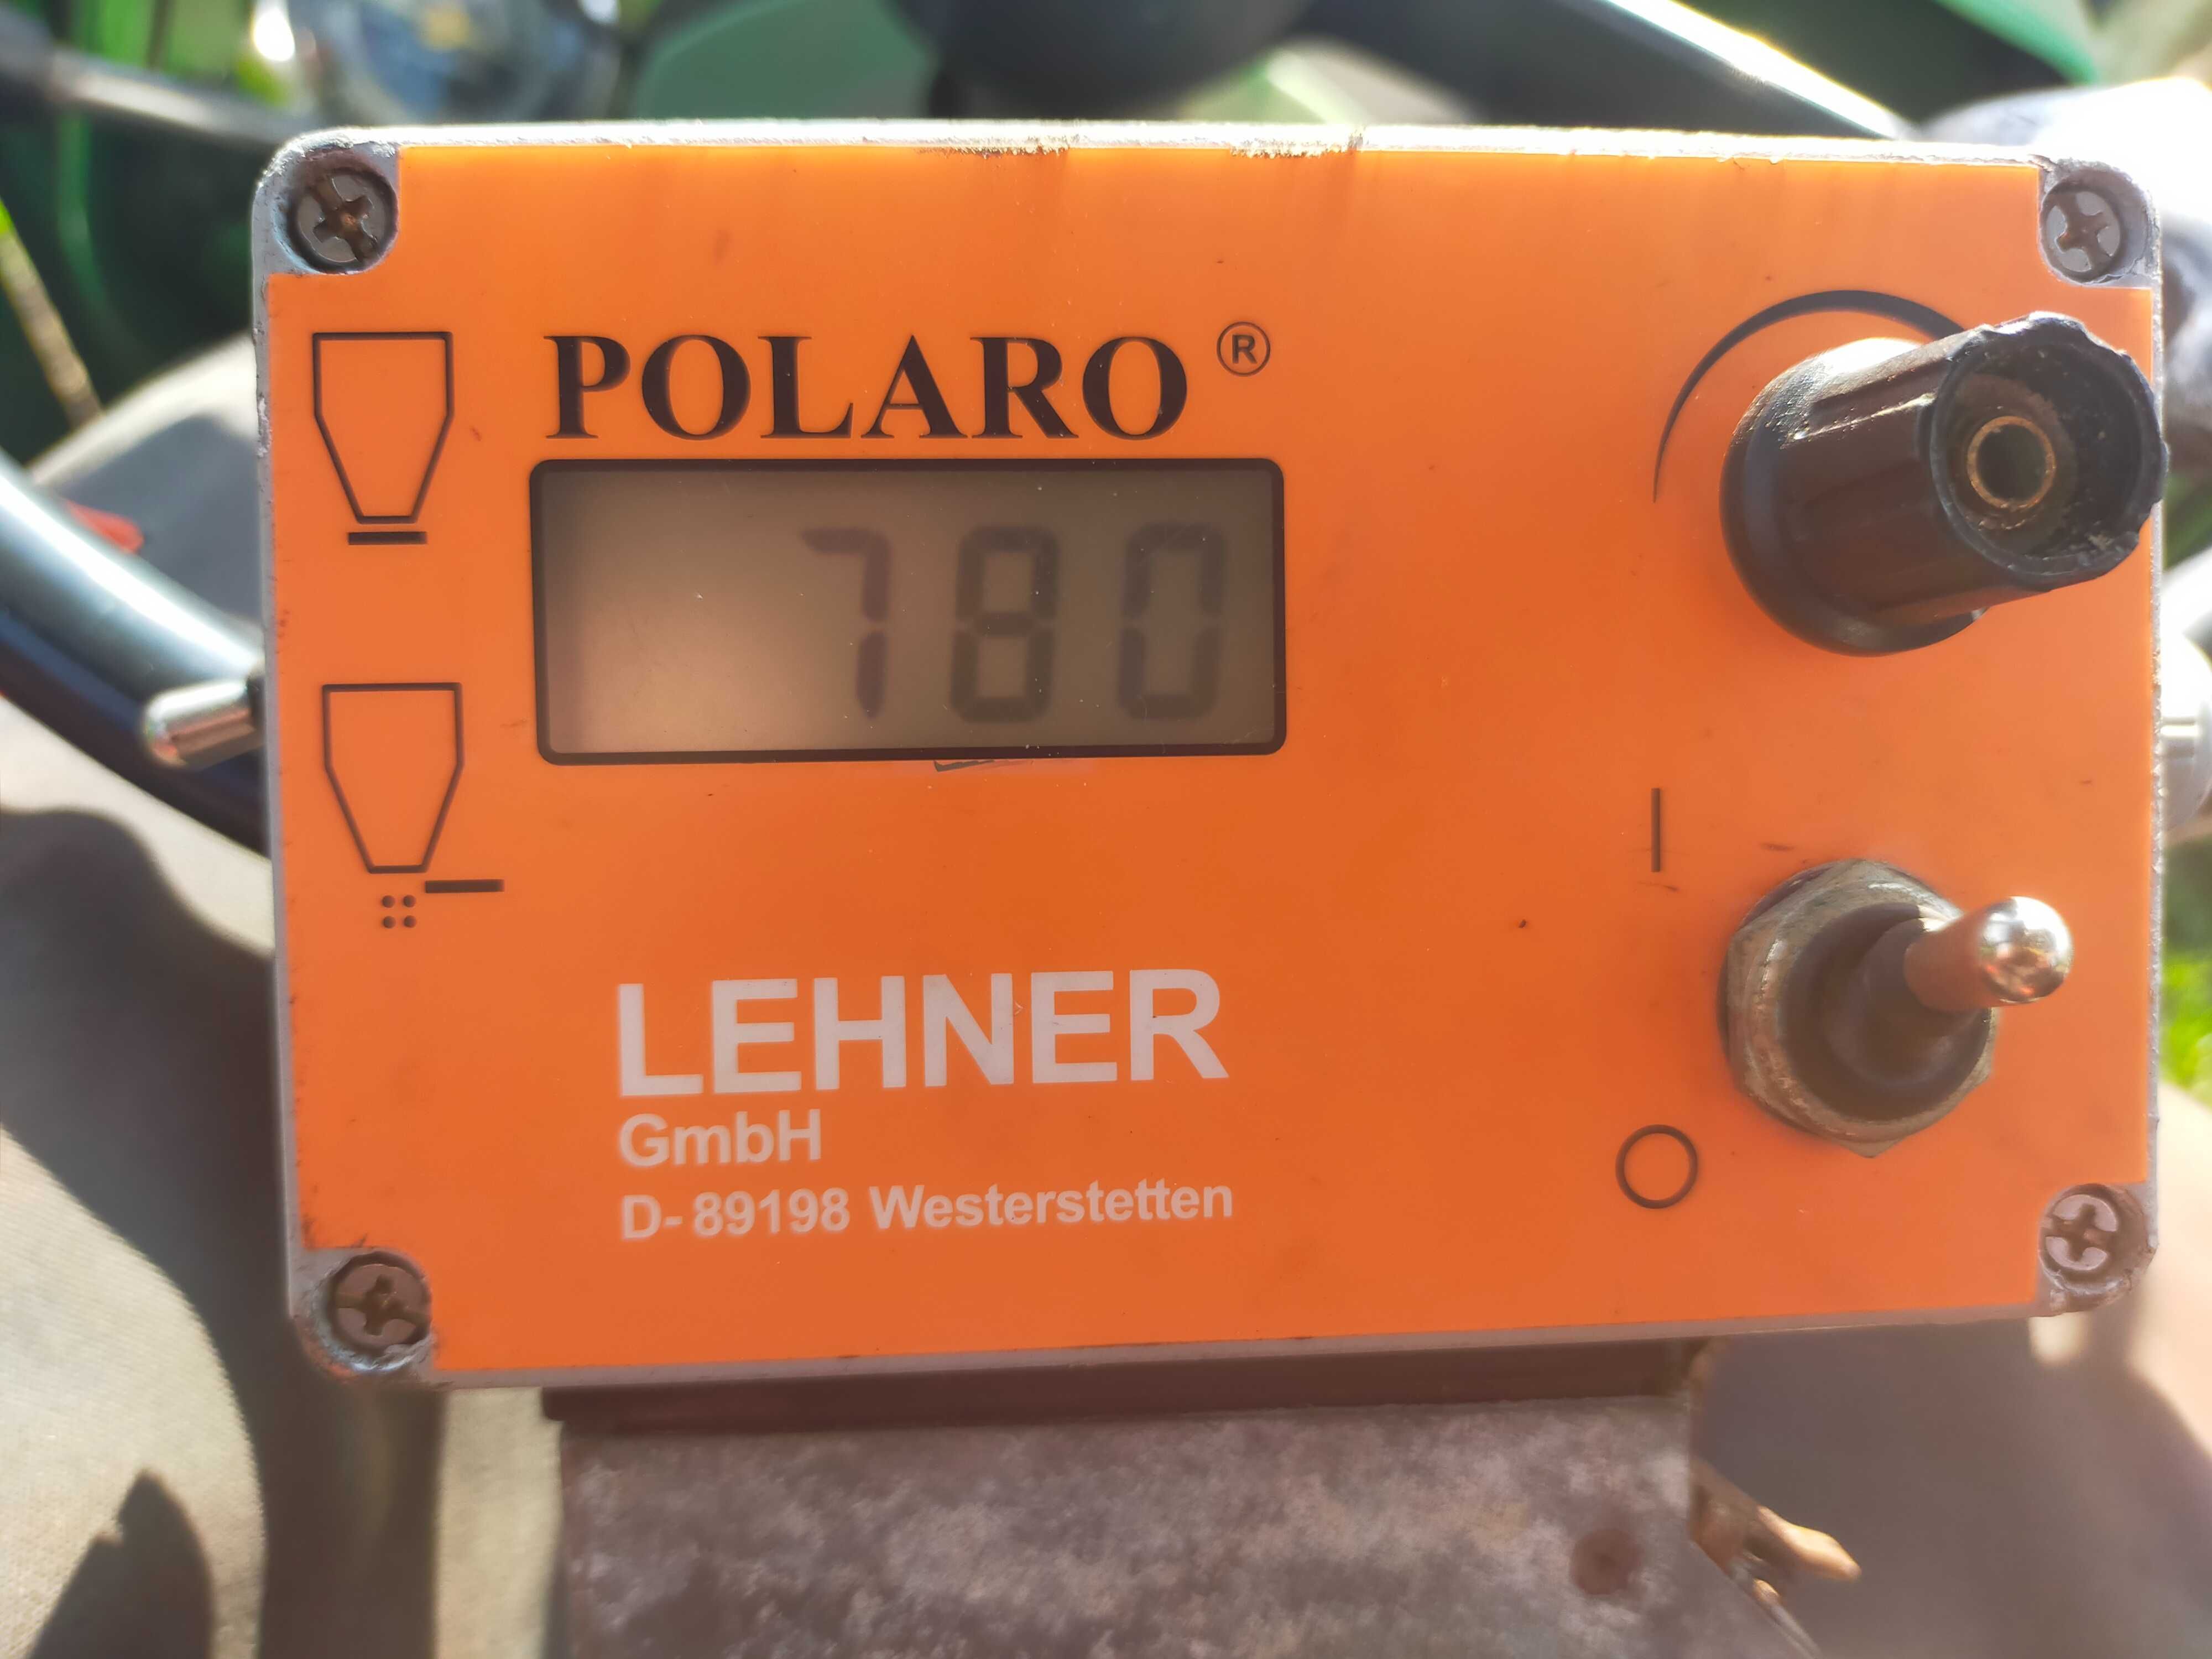 POLARO®
780
LEHNER
GmbH
D-89198 Westerstetten